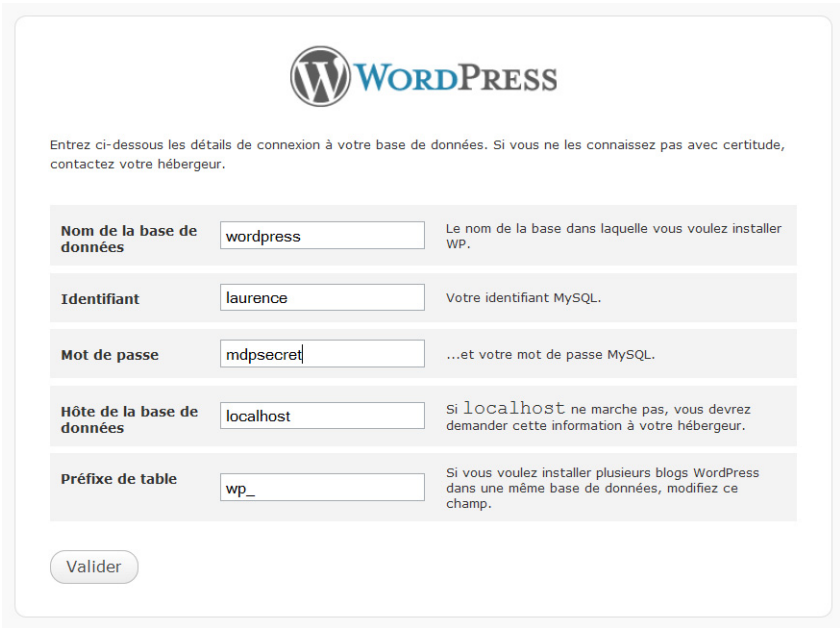 WORDPRESS
Entrez ci-dessous les détails de connexion à votre base de données. Si vous ne les connaissez pas avec certitude,
contactez votre hébergeur.
Nom de la base de
données
wordpress
Le nom de la base dans laquelle vous voulez installer
WP.
Identifiant
laurence
Votre identifiant MySQL.
Mot de passe
mdpsecret
...et votre mot de passe MySQL.
Hôte de la base de
données
localhost
Si localhost ne marche pas, vous devrez
demander cette information à votre hébergeur.
Préfixe de table
wp_
Si vous voulez installer plusieurs blogs WordPress
dans une même base de données, modifiez ce
champ.
Valider